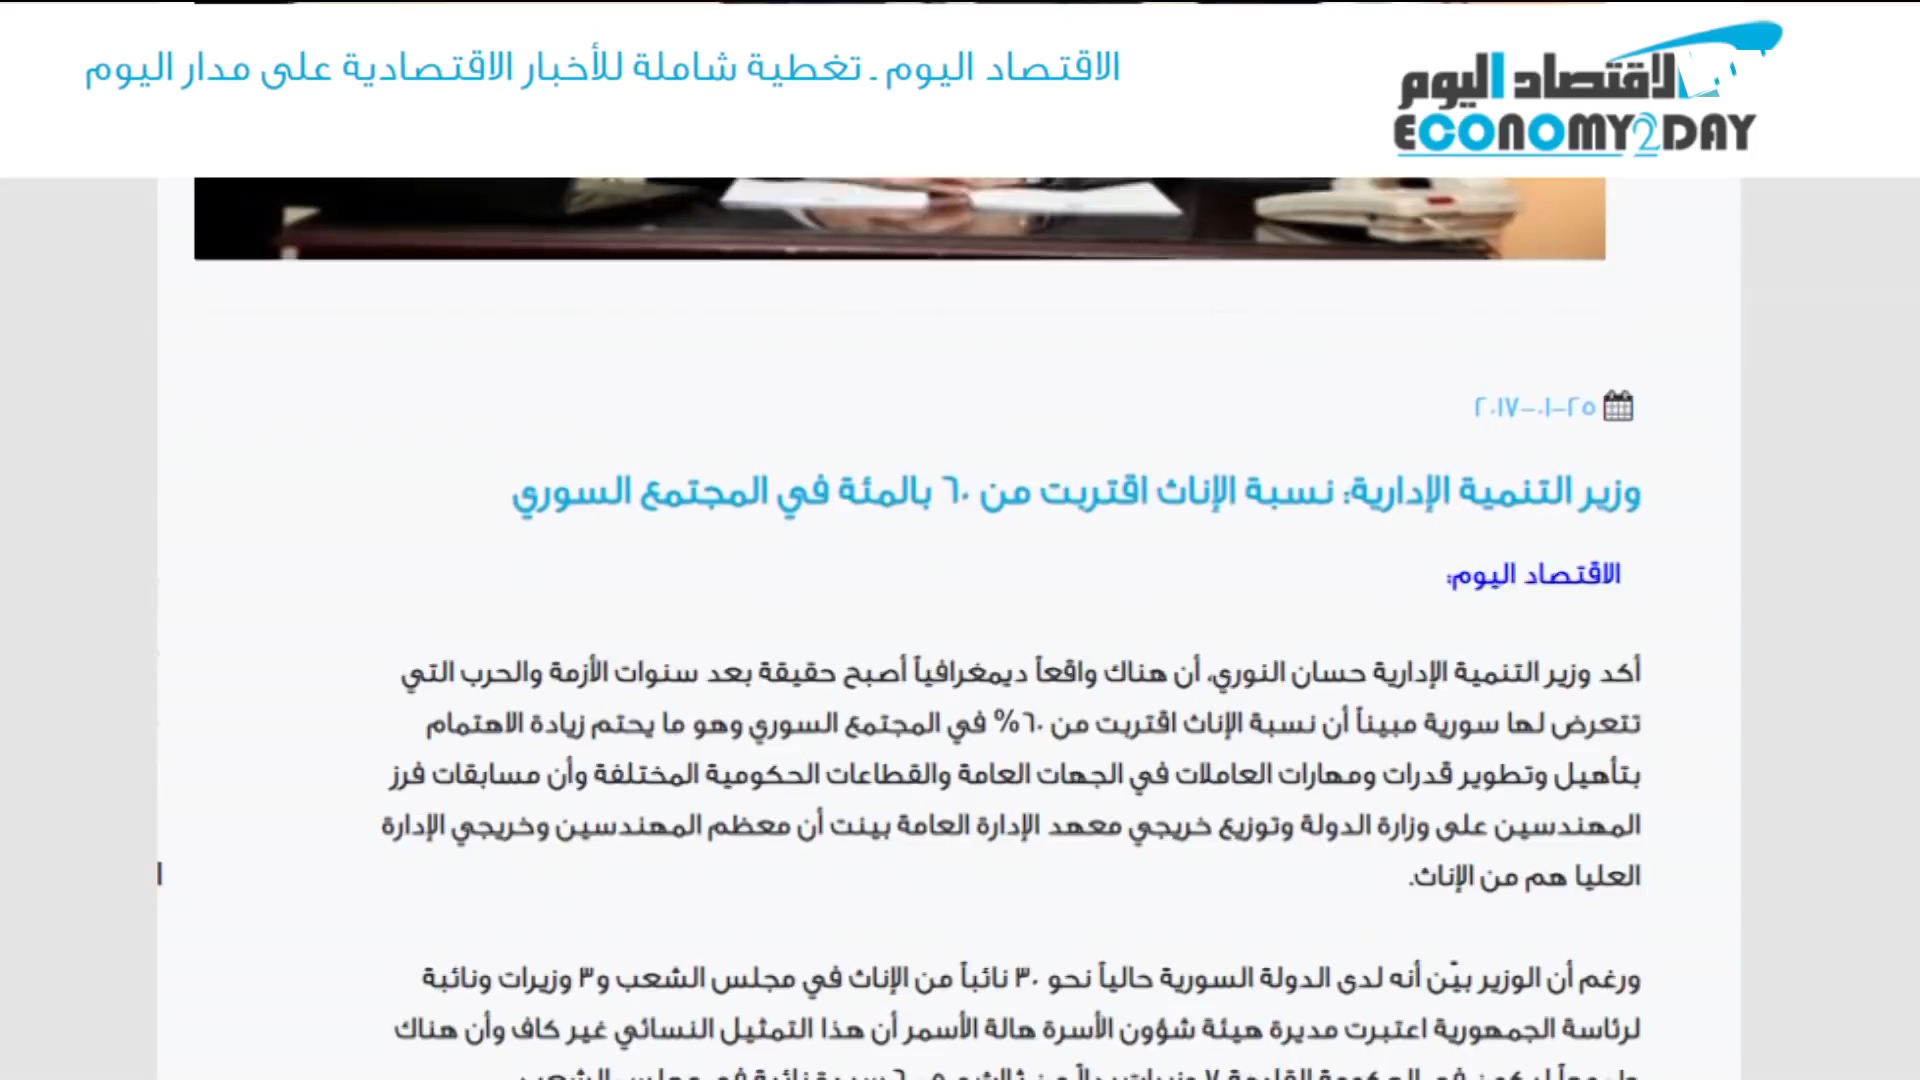 الاقتصاد اليوم ـ تغطية شاملة للأخبار الاقتصادية على مدار اليوم
الاقتصاد اليوم
ECONOMY2DAY
٢٠١٧-٠١-٢٥
وزير التنمية الإدارية: نسبة الإناث اقتربت من ٦٠ بالمئة في المجتمع السوري
الاقتصاد اليوم:
أكد وزير التنمية الإدارية حسان النوري، أن هناك واقعاً ديمغرافياً أصبح حقيقة بعد سنوات الأزمة والحرب التي
تتعرض لها سورية مبيناً أن نسبة الإناث اقتربت من ٦٠% في المجتمع السوري وهو ما يحتم زيادة الاهتمام
بتأهيل وتطوير قدرات ومهارات العاملات في الجهات العامة والقطاعات الحكومية المختلفة وأن مسابقات فرز
المهندسين على وزارة الدولة وتوزيع خريجي معهد الإدارة العامة بينت أن معظم المهندسين وخريجي الإدارة
العليا هم من الإناث.
ورغم أن الوزير بيّن أنه لدى الدولة السورية حالياً نحو ٣٠ نائباً من الإناث في مجلس الشعب و٣ وزيرات ونائبة
لرئاسة الجمهورية اعتبرت مديرة هيئة شؤون الأسرة هالة الأسمر أن هذا التمثيل النسائي غير كاف وأن هناك